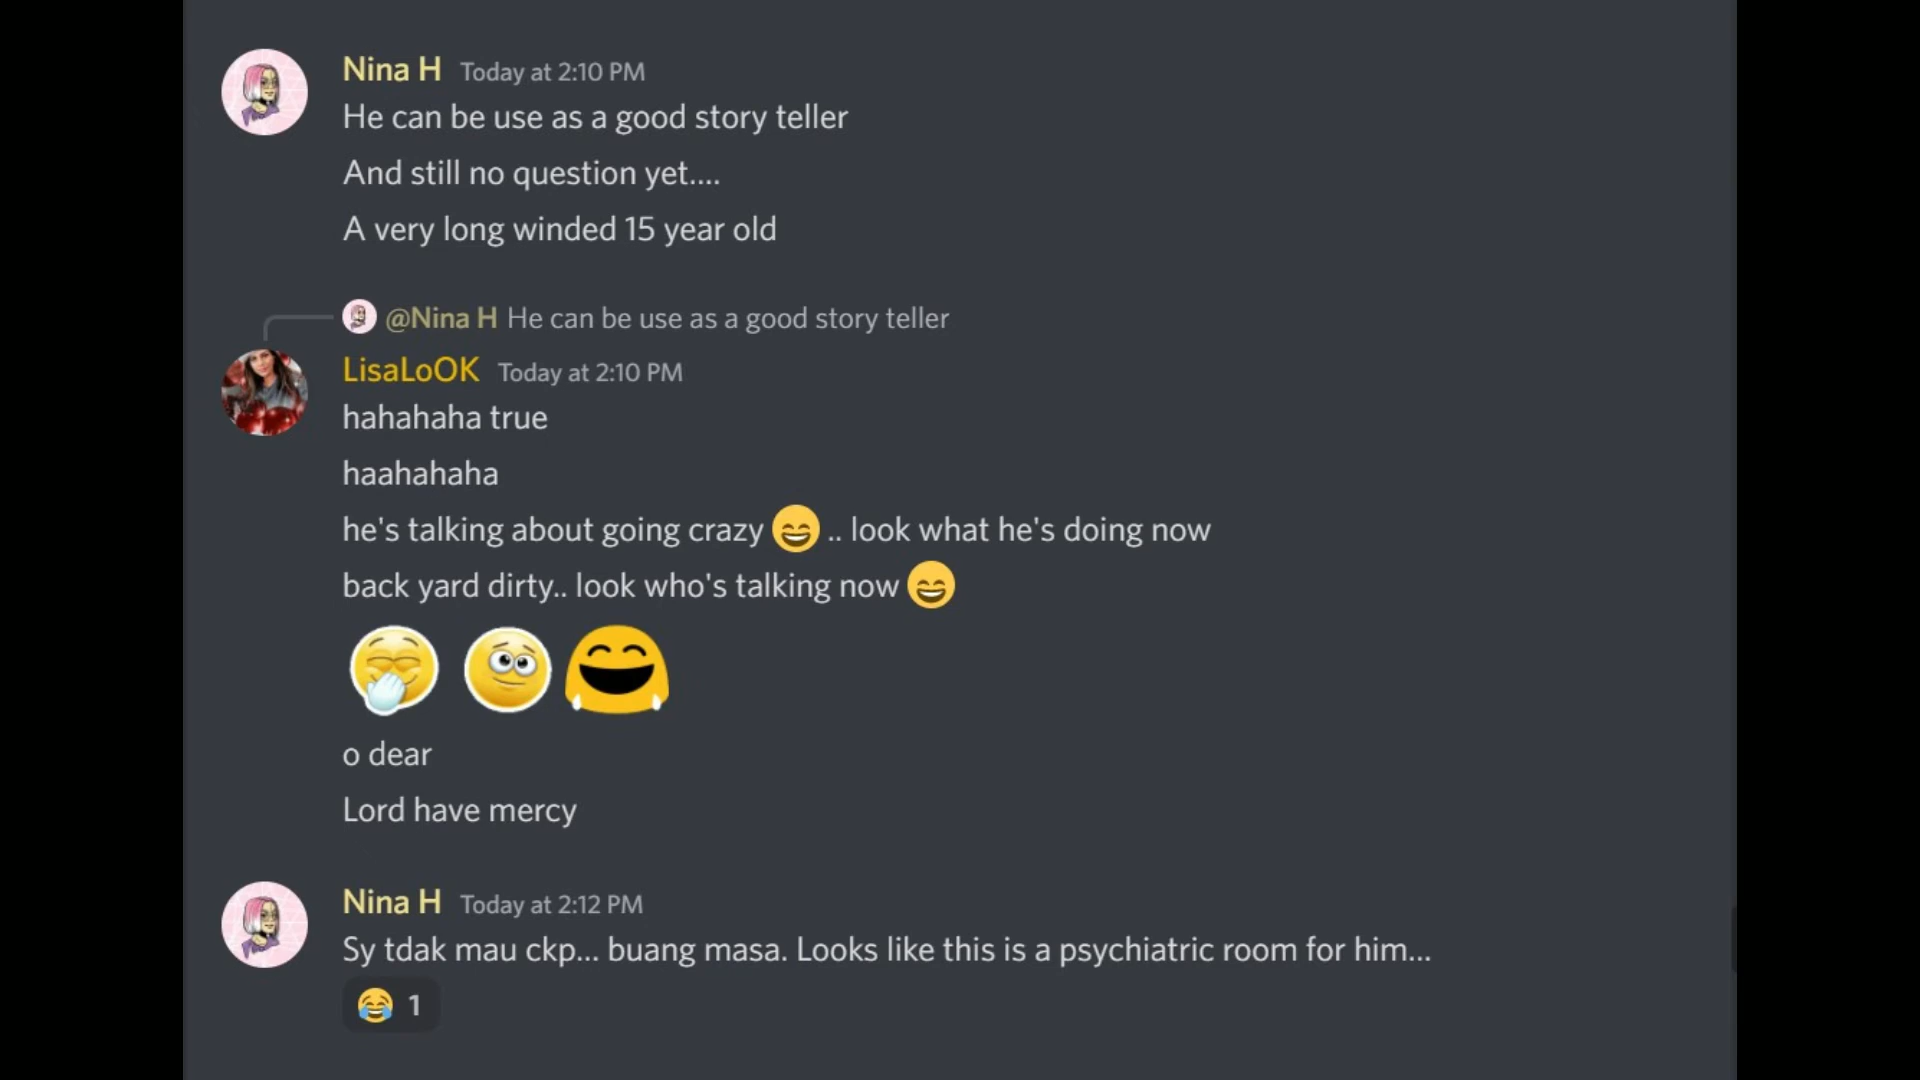 Nina H Today at 2:10 PM
He can be use as a good story teller
And still no question yet....
A very long winded 15 year old
@Nina H He can be use as a good story teller
LisaLoOK Today at 2:10 PM
hahahaha true
haahahaha
he's talking about going crazy 😄 .. look what he's doing now
back yard dirty.. look who's talking now 😄
o dear
Lord have mercy
Nina H Today at 2:12 PM
Sy tdak mau ckp... buang masa. Looks like this is a psychiatric room for him...
😂 1